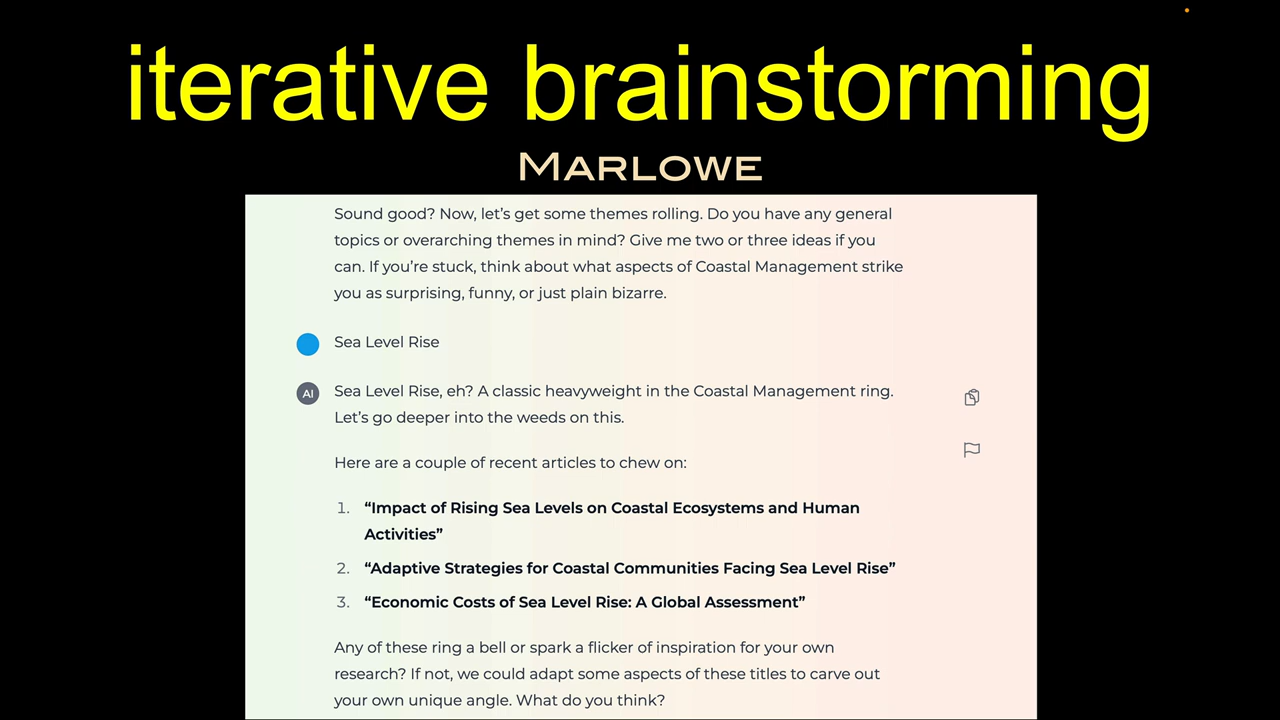 iterative brainstorming
MARLOWE
Sound good? Now, let’s get some themes rolling. Do you have any general
topics or overarching themes in mind? Give me two or three ideas if you
can. If you’re stuck, think about what aspects of Coastal Management strike
you as surprising, funny, or just plain bizarre.
Sea Level Rise
AI Sea Level Rise, eh? A classic heavyweight in the Coastal Management ring.
Let’s go deeper into the weeds on this.
Here are a couple of recent articles to chew on:
1. “Impact of Rising Sea Levels on Coastal Ecosystems and Human
Activities”
2. “Adaptive Strategies for Coastal Communities Facing Sea Level Rise”
3. “Economic Costs of Sea Level Rise: A Global Assessment”
Any of these ring a bell or spark a flicker of inspiration for your own
research? If not, we could adapt some aspects of these titles to carve out
your own unique angle. What do you think?